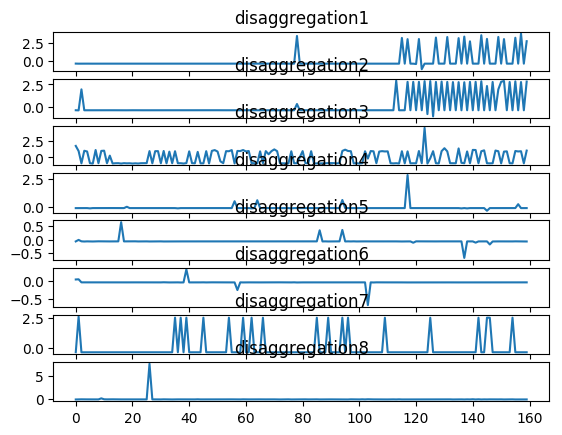 disaggregation1
2.5
0.0
disaggregation2
2.5
0.0
disaggregation3
2.5
0.0
disaggregation4
2.5
0.0
disaggregation5
0.5
0.0
−0.5
disaggregation6
0.0
−0.5
disaggregation7
2.5
0.0
disaggregation8
5
0
0 20 40 60 80 100 120 140 160